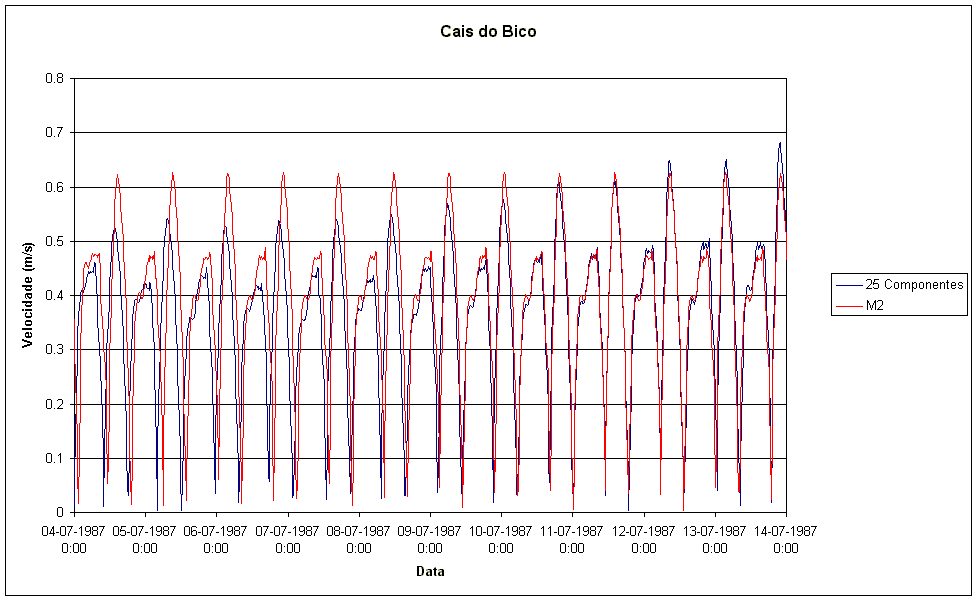 Cais do Bico
0.8
0.7
0.6
0.5
0.4
0.3
0.2
0.1
0
Velocidade (m/s)
04-07-1987 05-07-1987 06-07-1987 07-07-1987 08-07-1987 09-07-1987 10-07-1987 11-07-1987 12-07-1987 13-07-1987 14-07-1987
0:00 0:00 0:00 0:00 0:00 0:00 0:00 0:00 0:00 0:00 0:00
Data
25 Componentes
M2